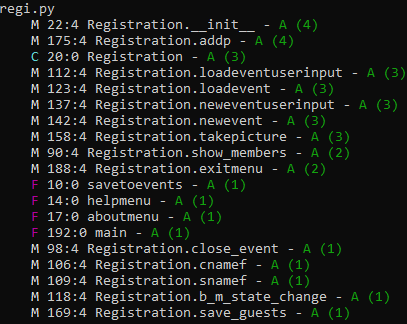 regi.py
M 22:4 Registration.__init__ - A (4)
M 175:4 Registration.addp - A (4)
C 20:0 Registration - A (3)
M 112:4 Registration.loadeventuserinput - A (3)
M 123:4 Registration.loadevent - A (3)
M 137:4 Registration.neweventuserinput - A (3)
M 142:4 Registration.newevent - A (3)
M 158:4 Registration.takepicture - A (3)
M 90:4 Registration.show_members - A (2)
M 188:4 Registration.exitmenu - A (2)
F 10:0 savetoevents - A (1)
F 14:0 helpmenu - A (1)
F 17:0 aboutmenu - A (1)
F 192:0 main - A (1)
M 98:4 Registration.close_event - A (1)
M 106:4 Registration.cnamef - A (1)
M 109:4 Registration.snamef - A (1)
M 118:4 Registration.b_m_state_change - A (1)
M 169:4 Registration.save_guests - A (1)